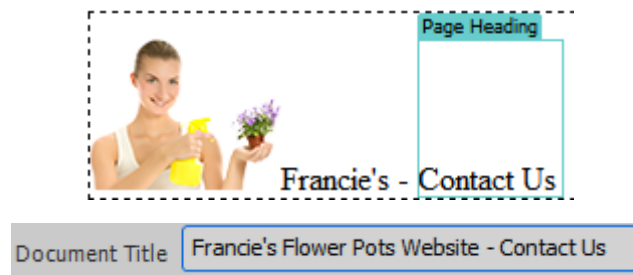 Page Heading
Francie's - Contact Us
Document Title Francie's Flower Pots Website - Contact Us